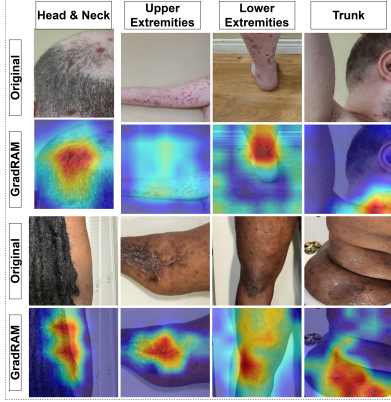 Head & Neck
Upper
Extremities
Lower
Extremities
Trunk
Original
GradRAM
Original
GradRAM